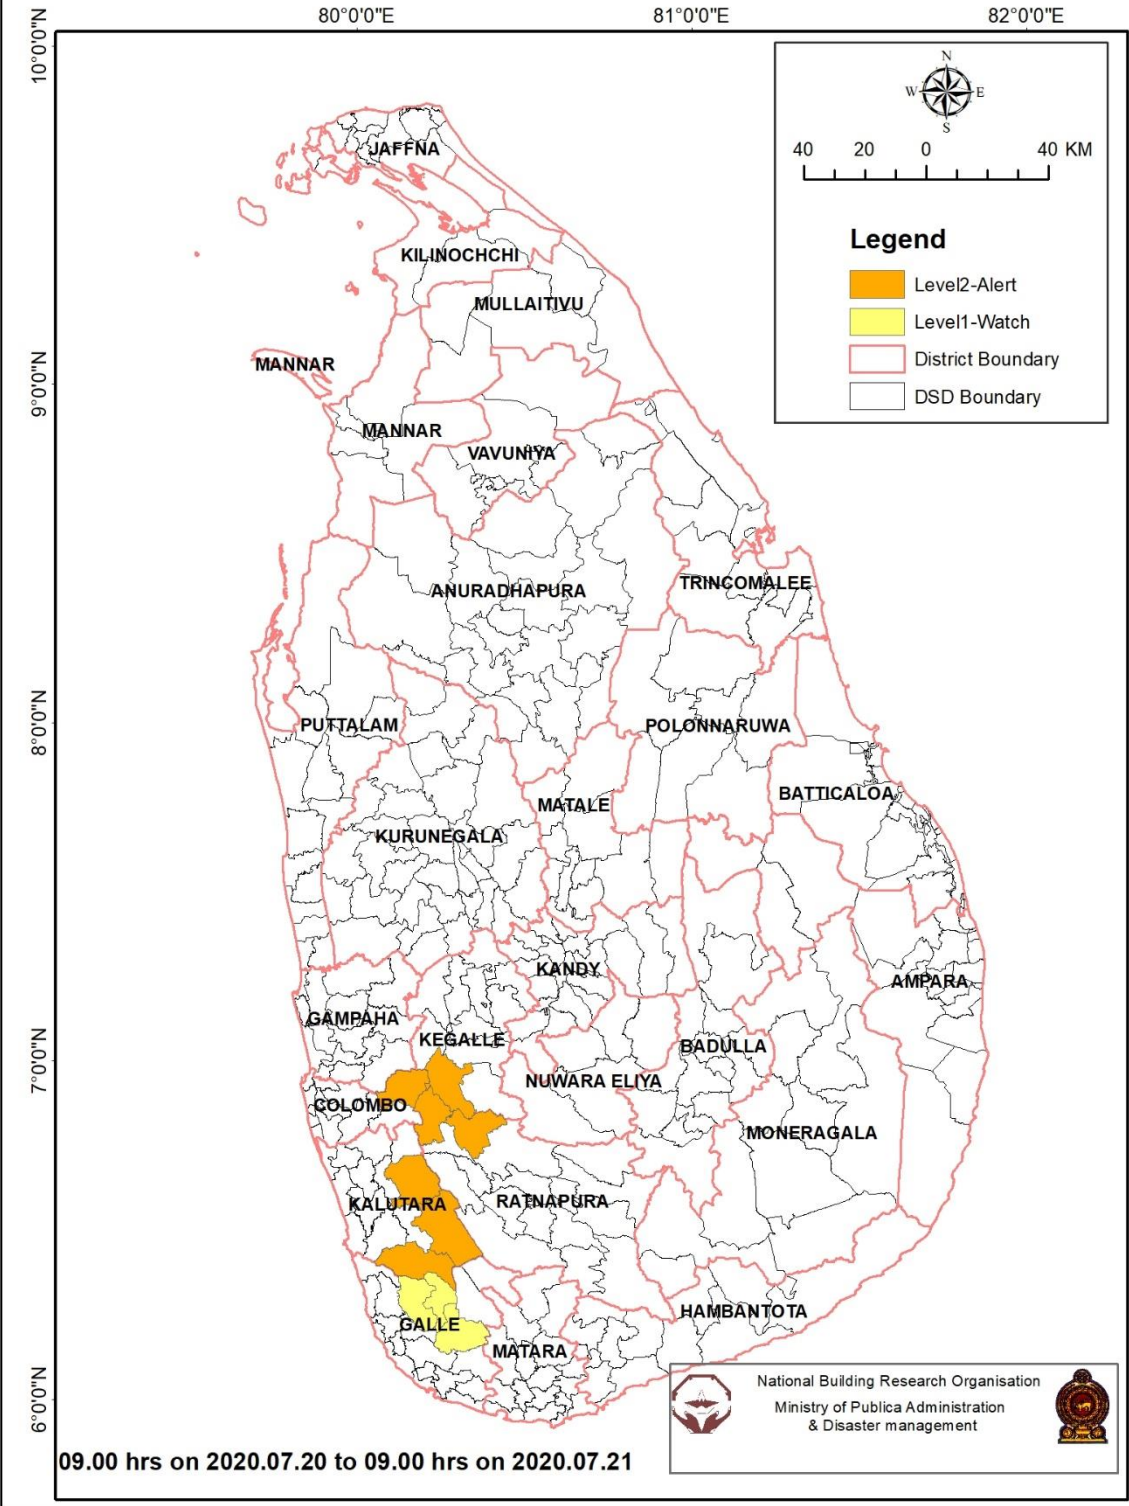 80°0'0"E 81°0'0"E 82°0'0"E
10°0'0"N
9°0'0"N
8°0'0"N
7°0'0"N
6°0'0"N
N
W E
S
40 20 0 40 KM
Legend
Level2-Alert
Level1-Watch
District Boundary
DSD Boundary
JAFFNA
KILINOCHCHI
MULLAITIVU
MANNAR
MANNAR
VAVUNIYA
ANURADHAPURA
TRINCOMALEE
PUTTALAM
POLONNARUWA
BATTICALOA
MATALE
KURUNEGALA
KANDY
AMPARA
GAMPAHA
KEGALLE
BADULLA
NUWARA ELIYA
COLOMBO
MONERAGALA
RATNAPURA
KALUTARA
HAMBANTOTA
GALLE
MATARA
National Building Research Organisation
Ministry of Publica Administration
& Disaster management
09.00 hrs on 2020.07.20 to 09.00 hrs on 2020.07.21